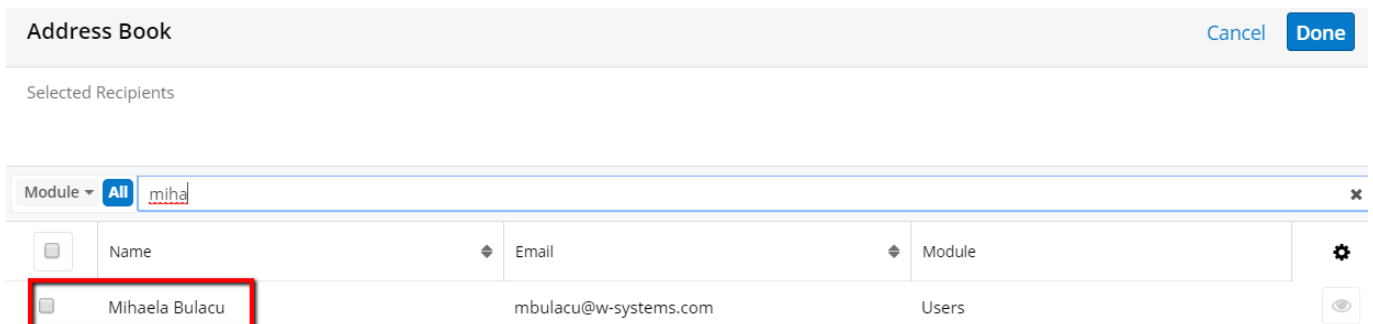 Address Book Cancel Done
Selected Recipients
Module All miha
Name Email Module
Mihaela Bulacu mbulacu@w-systems.com Users